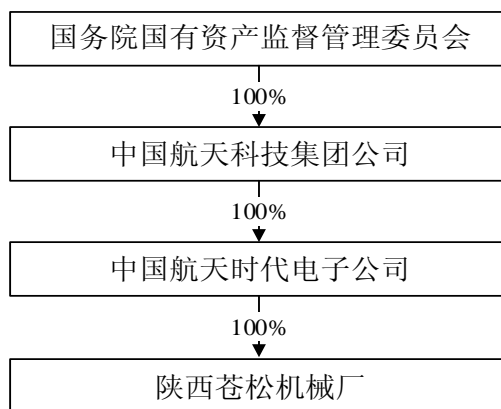 国务院国有资产监督管理委员会
100%
中国航天科技集团公司
100%
中国航天时代电子公司
100%
陕西苍松机械厂